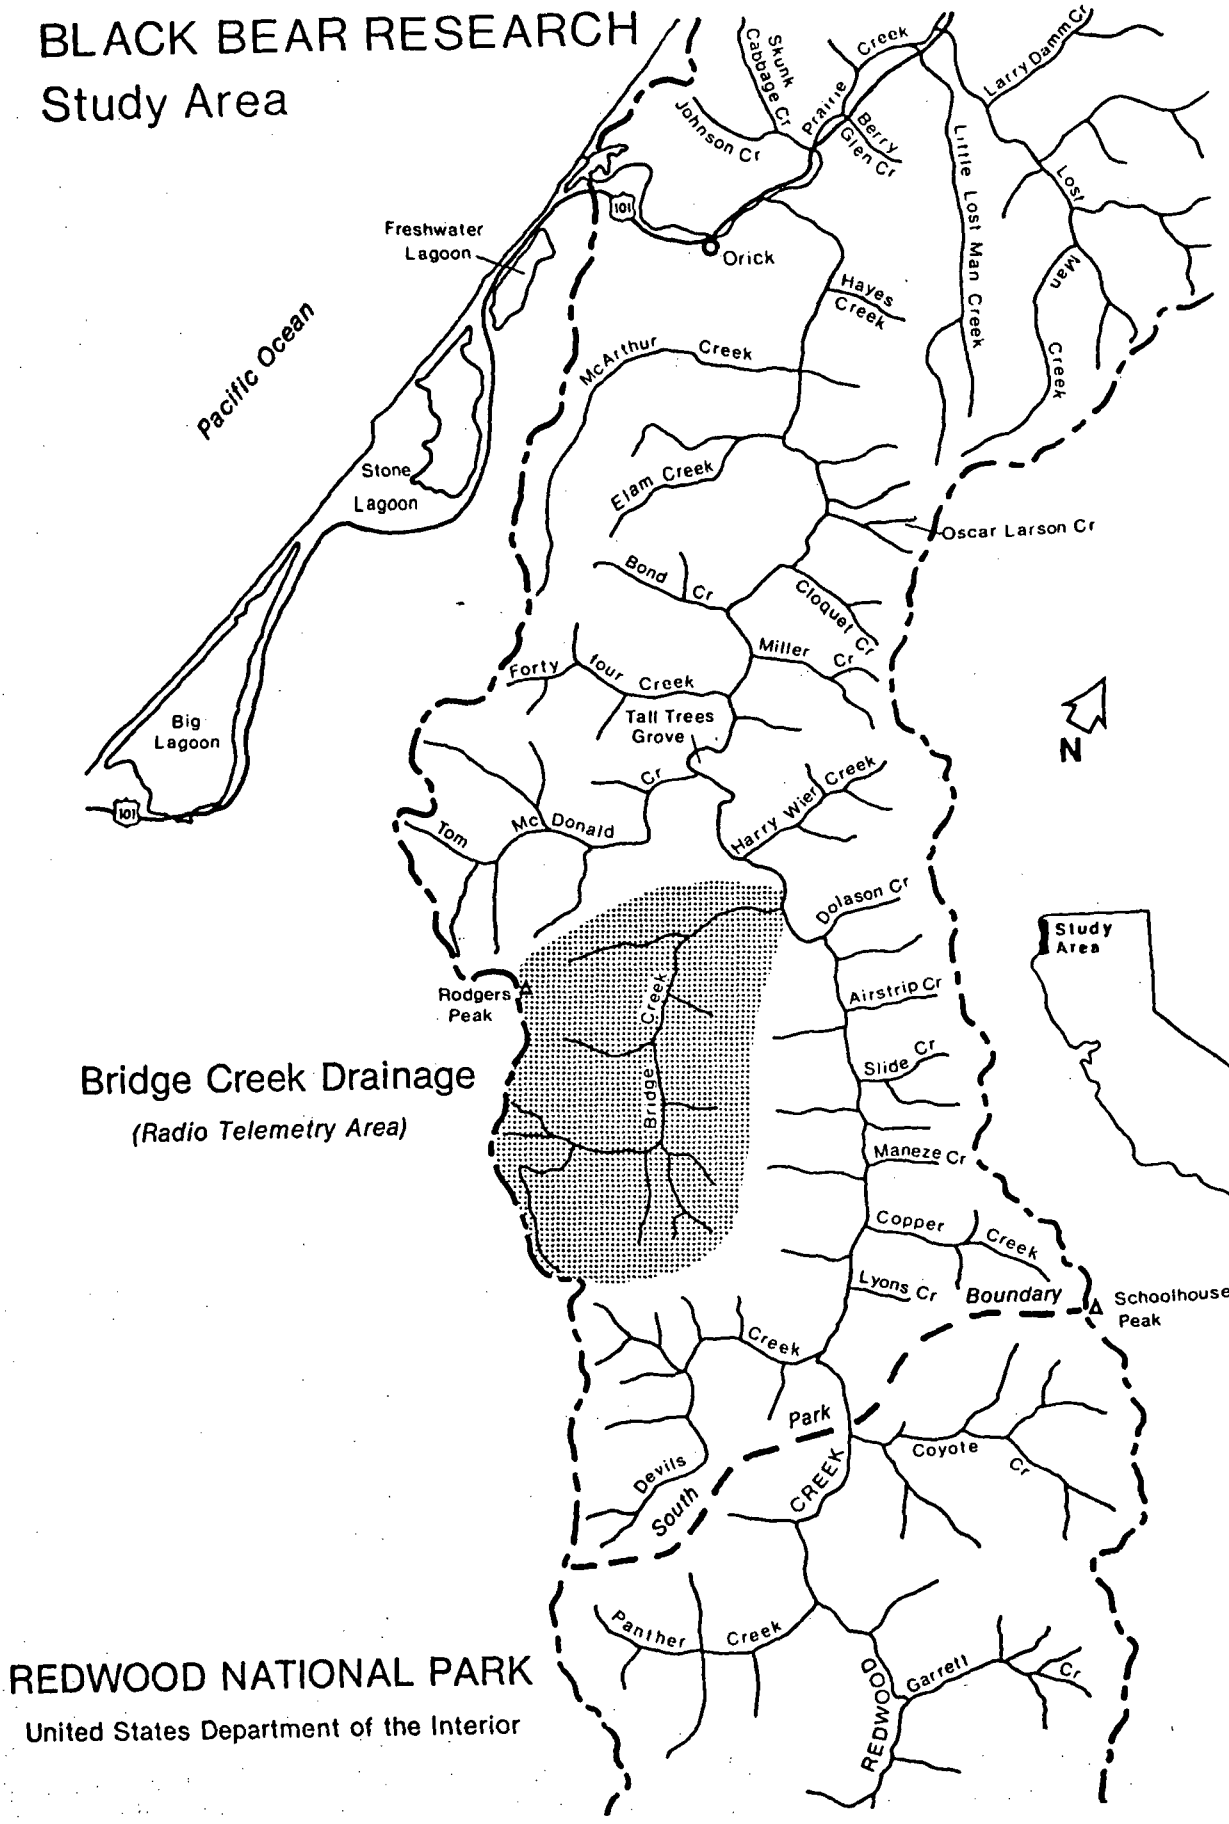 BLACK BEAR RESEARCH
Study Area
Skunk
Cabbage Cr
Prairie Creek
Larry Damm Cr
Johnson Cr
Berry
Glen Cr
Little Lost Man Creek
Lost
Man
Creek
101
Freshwater
Lagoon
Orick
Hayes
Creek
Pacific Ocean
McArthur Creek
Stone
Lagoon
Elam Creek
Oscar Larson Cr
Bond Cr
Cloquet Cr
Miller Cr
Forty four Creek
Tall Trees
Grove
Big
Lagoon
N
101
Tom McDonald Cr
Harry Wier Creek
Dolason Cr
Study
Area
Airstrip Cr
Rodgers
Peak
Bridge Creek
Slide Cr
Bridge Creek Drainage
(Radio Telemetry Area)
Maneze Cr
Copper Creek
Lyons Cr
Boundary
Schoolhouse
Peak
Creek
Park
Coyote Cr
Devils
South
CREEK
Panther Creek
REDWOOD
Garrett Cr
REDWOOD NATIONAL PARK
United States Department of the Interior